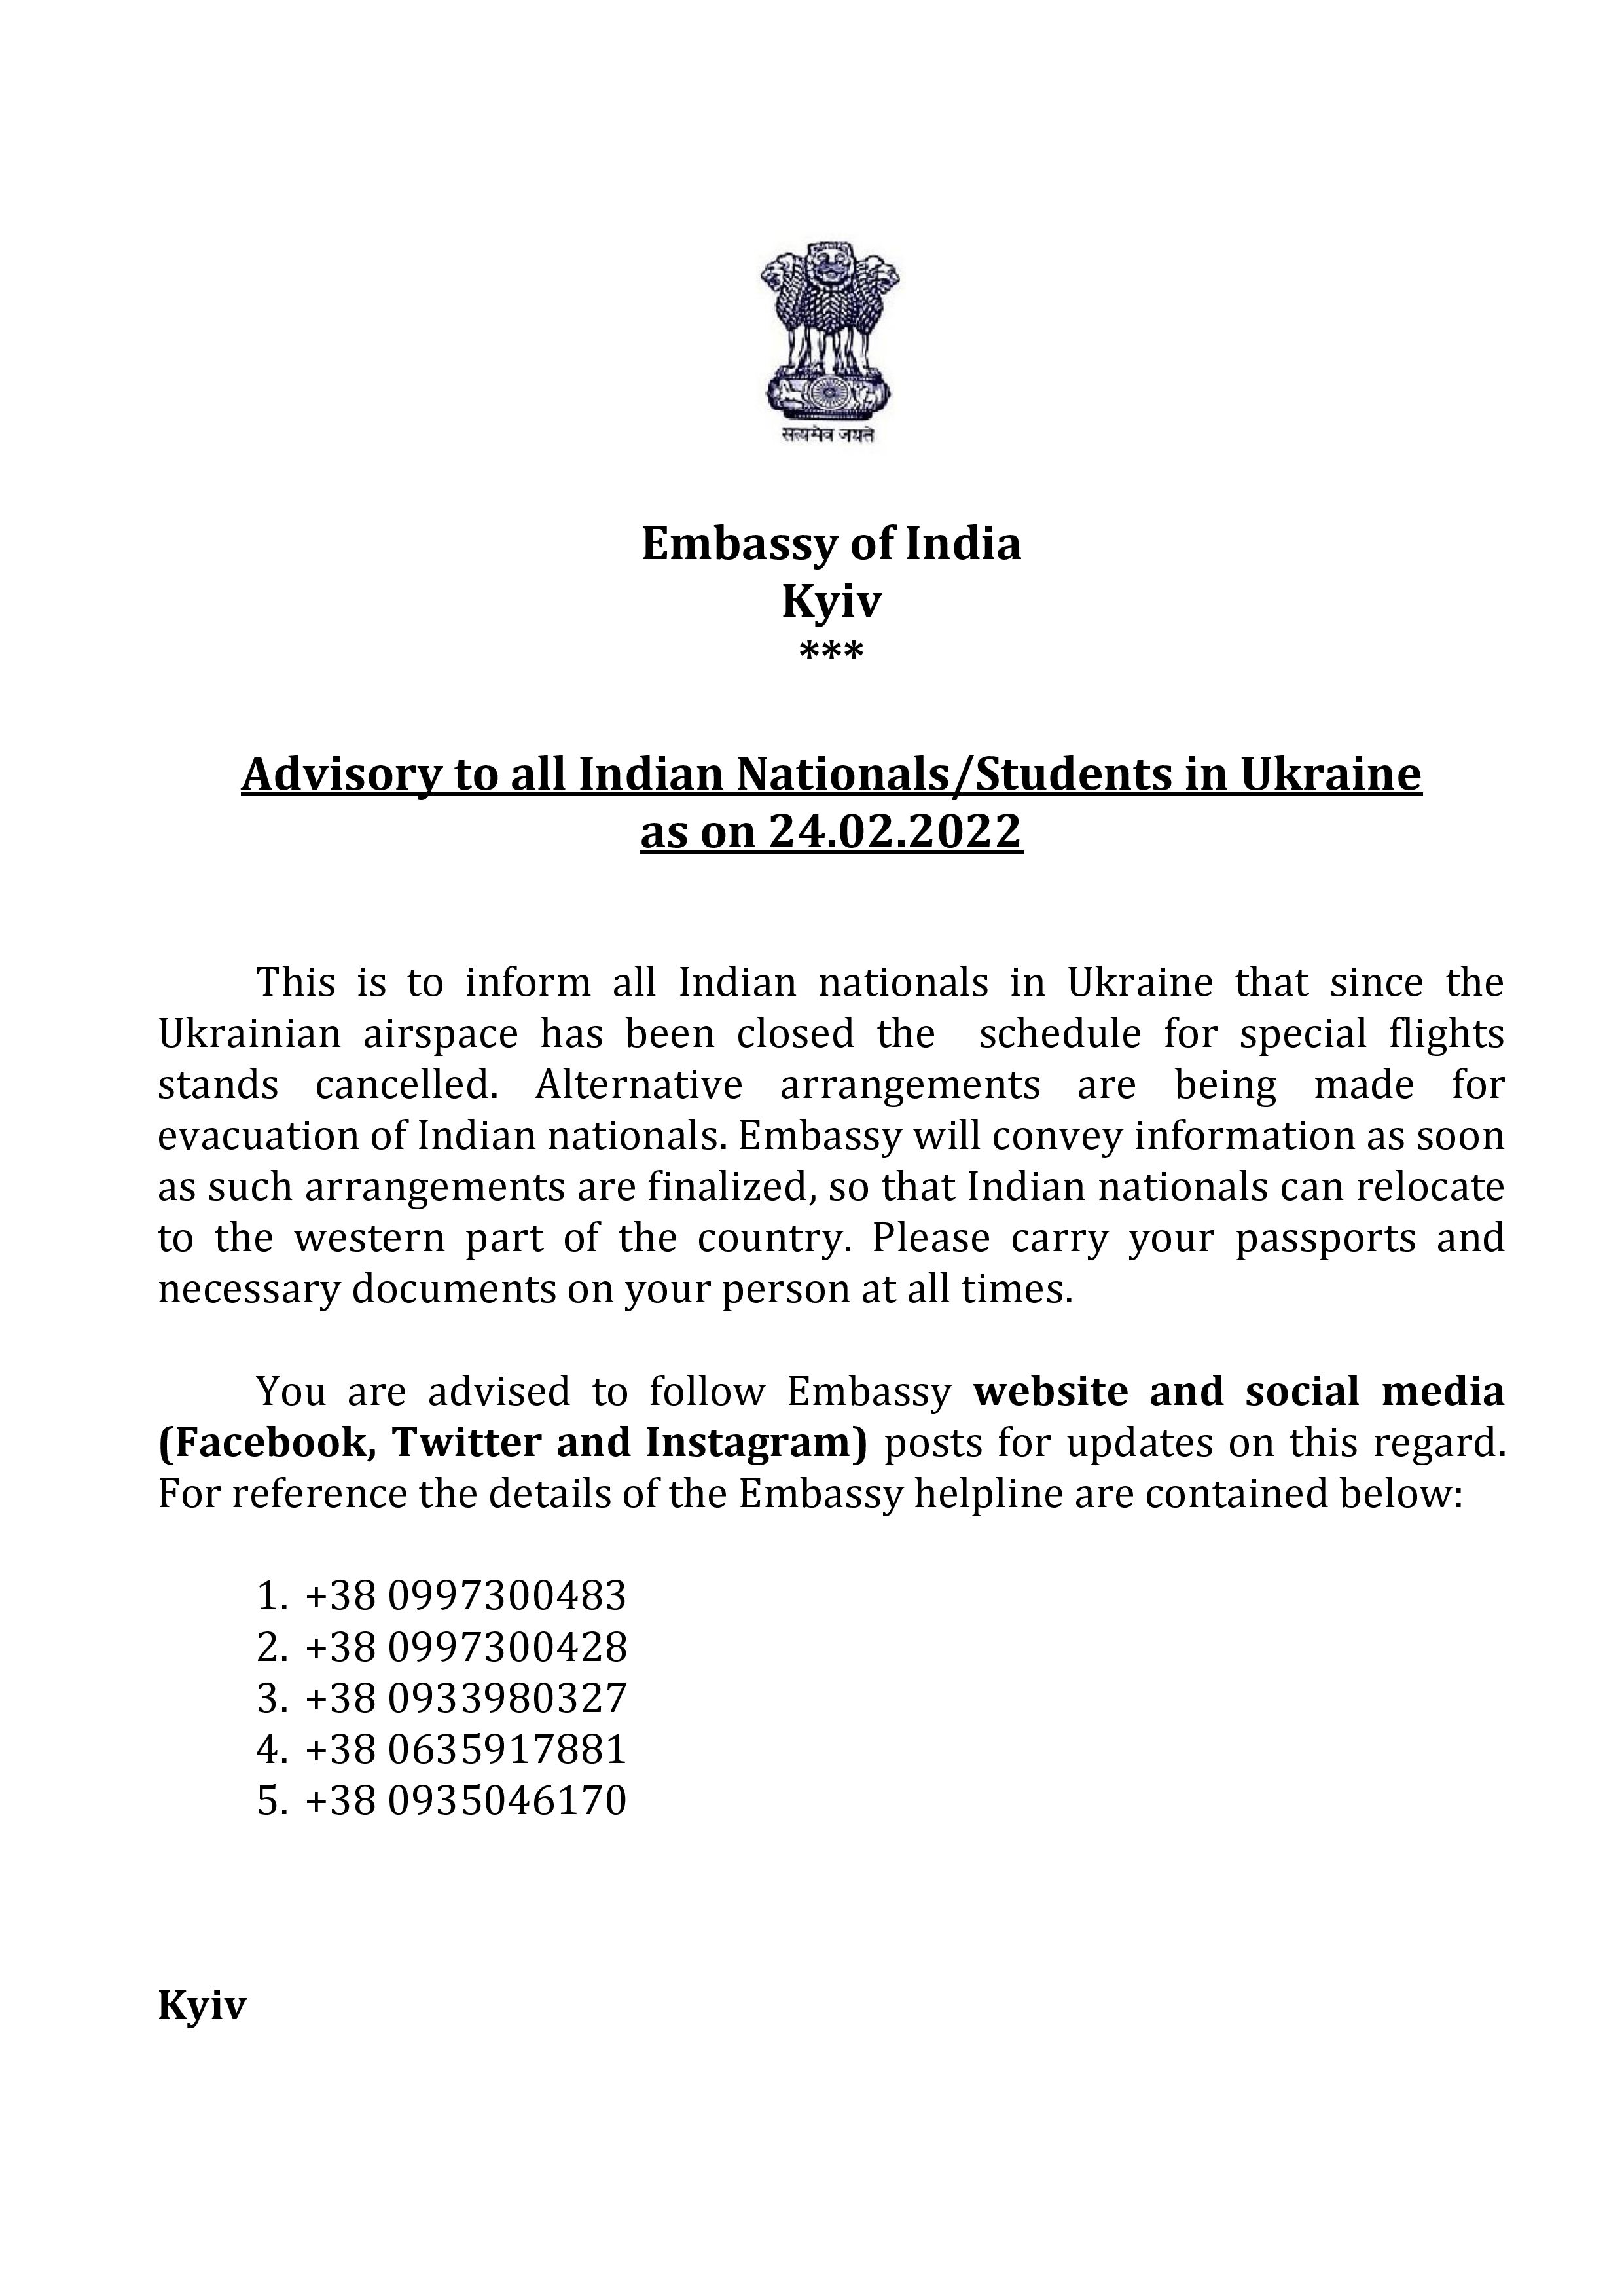 सत्यमेव जयते
Embassy of India
Kyiv
***
Advisory to all Indian Nationals/Students in Ukraine
as on 24.02.2022
This is to inform all Indian nationals in Ukraine that since the
Ukrainian airspace has been closed the schedule for special flights
stands cancelled. Alternative arrangements are being made for
evacuation of Indian nationals. Embassy will convey information as soon
as such arrangements are finalized, so that Indian nationals can relocate
to the western part of the country. Please carry your passports and
necessary documents on your person at all times.
You are advised to follow Embassy website and social media
(Facebook, Twitter and Instagram) posts for updates on this regard.
For reference the details of the Embassy helpline are contained below:
1. +38 0997300483
2. +38 0997300428
3. +38 0933980327
4. +38 0635917881
5. +38 0935046170
Kyiv